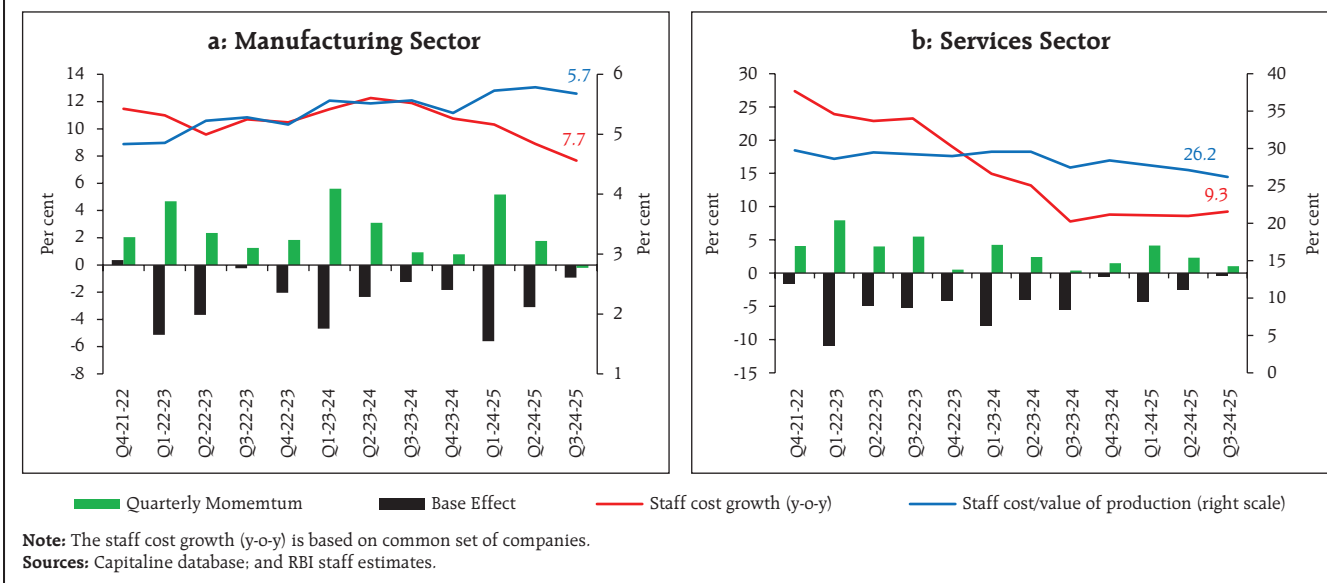 a: Manufacturing Sector
14
12
10
8
6
4
2
0
-2
-4
-6
-8
Per cent
6
5
4
3
2
1
Per cent
5.7
7.7
Q4-21-22
Q1-22-23
Q2-22-23
Q3-22-23
Q4-22-23
Q1-23-24
Q2-23-24
Q3-23-24
Q4-23-24
Q1-24-25
Q2-24-25
Q3-24-25
b: Services Sector
30
25
20
15
10
5
0
-5
-10
-15
Per cent
40
35
30
25
20
15
10
5
0
Per cent
26.2
9.3
Q4-21-22
Q1-22-23
Q2-22-23
Q3-22-23
Q4-22-23
Q1-23-24
Q2-23-24
Q3-23-24
Q4-23-24
Q1-24-25
Q2-24-25
Q3-24-25
Quarterly Momemtum Base Effect Staff cost growth (y-o-y) Staff cost/value of production (right scale)
Note: The staff cost growth (y-o-y) is based on common set of companies.
Sources: Capitaline database; and RBI staff estimates.